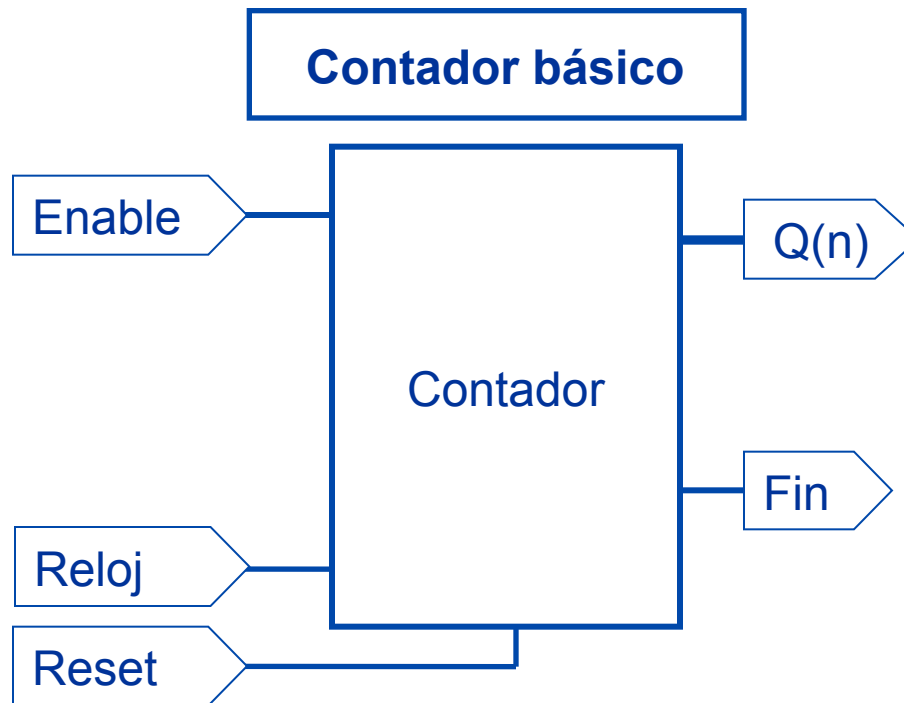 Contador básico
Enable
Q(n)
Contador
Fin
Reloj
Reset